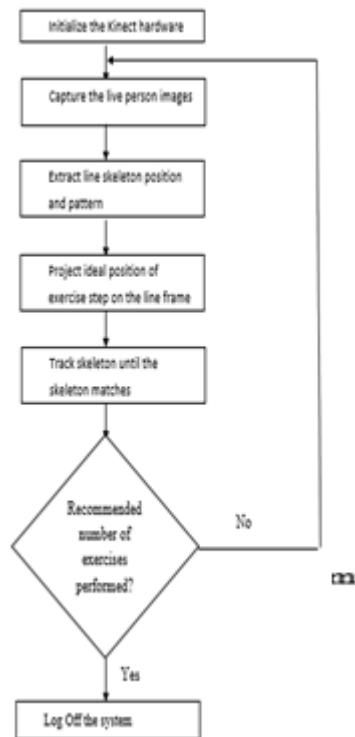 Initialize the Kinect hardware
Capture the live person images
Extract line skeleton position
and pattern
Project ideal position of
exercise step on the line frame
Track skeleton until the
skeleton matches
Recommended
number of
exercises
performed?
No
Yes
Log Off the system